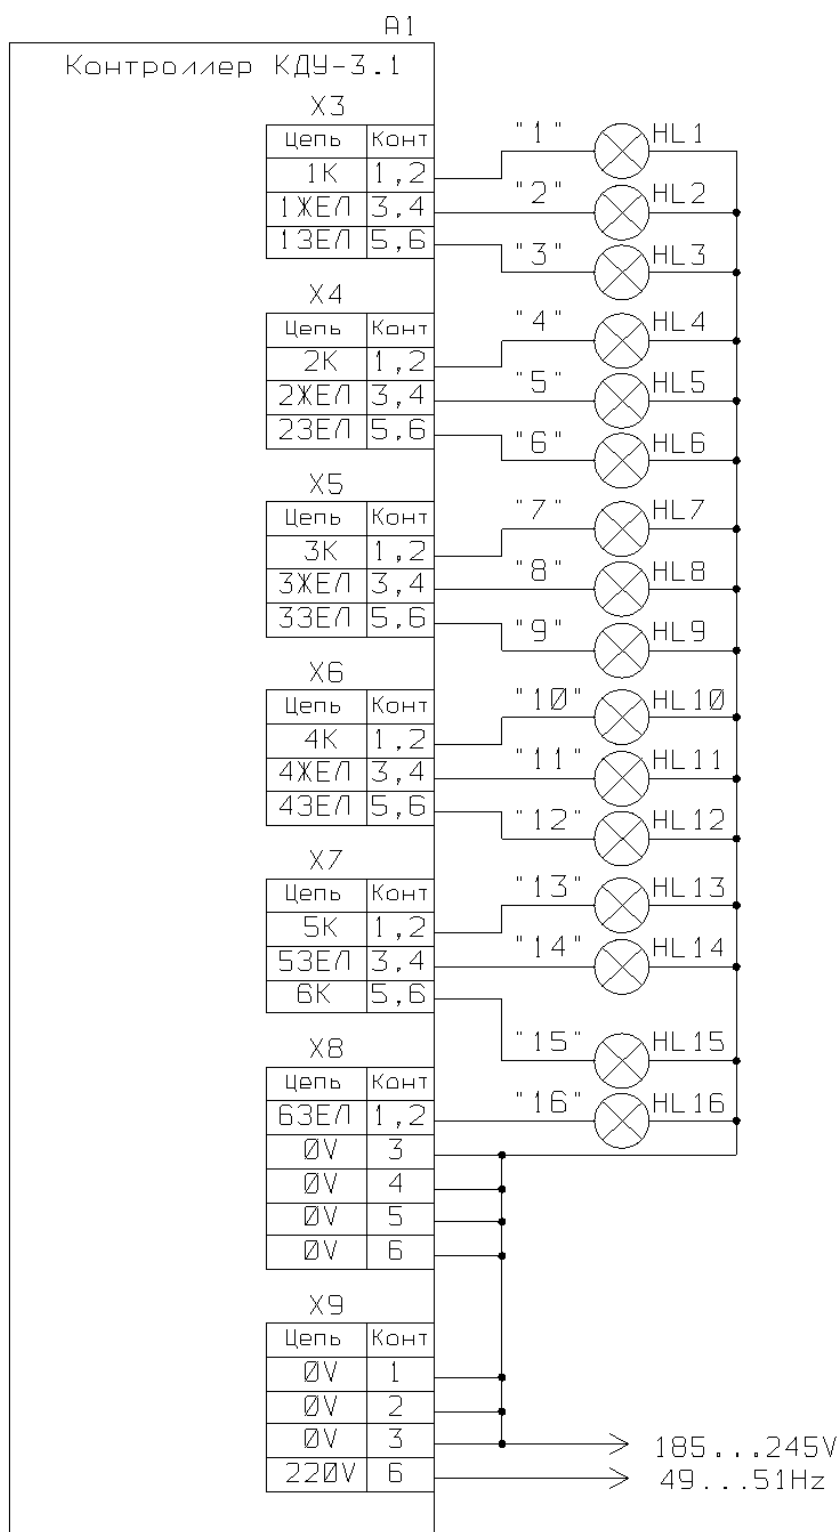 A1
Контроллер КДУ-3.1
X3
Цепь Конт
1К 1,2 "1" HL1
1ЖЕЛ 3,4 "2" HL2
1ЗЕЛ 5,6 "3" HL3
X4
Цепь Конт "4" HL4
2К 1,2
2ЖЕЛ 3,4 "5" HL5
2ЗЕЛ 5,6 "6" HL6
X5
Цепь Конт "7" HL7
3К 1,2
3ЖЕЛ 3,4 "8" HL8
3ЗЕЛ 5,6 "9" HL9
X6
Цепь Конт "10" HL10
4К 1,2
4ЖЕЛ 3,4 "11" HL11
4ЗЕЛ 5,6 "12" HL12
X7
Цепь Конт "13" HL13
5К 1,2
5ЗЕЛ 3,4 "14" HL14
6К 5,6
X8 "15" HL15
Цепь Конт
6ЗЕЛ 1,2 "16" HL16
0V 3
0V 4
0V 5
0V 6
X9
Цепь Конт
0V 1
0V 2
0V 3 185...245V
220V 6 49...51Hz